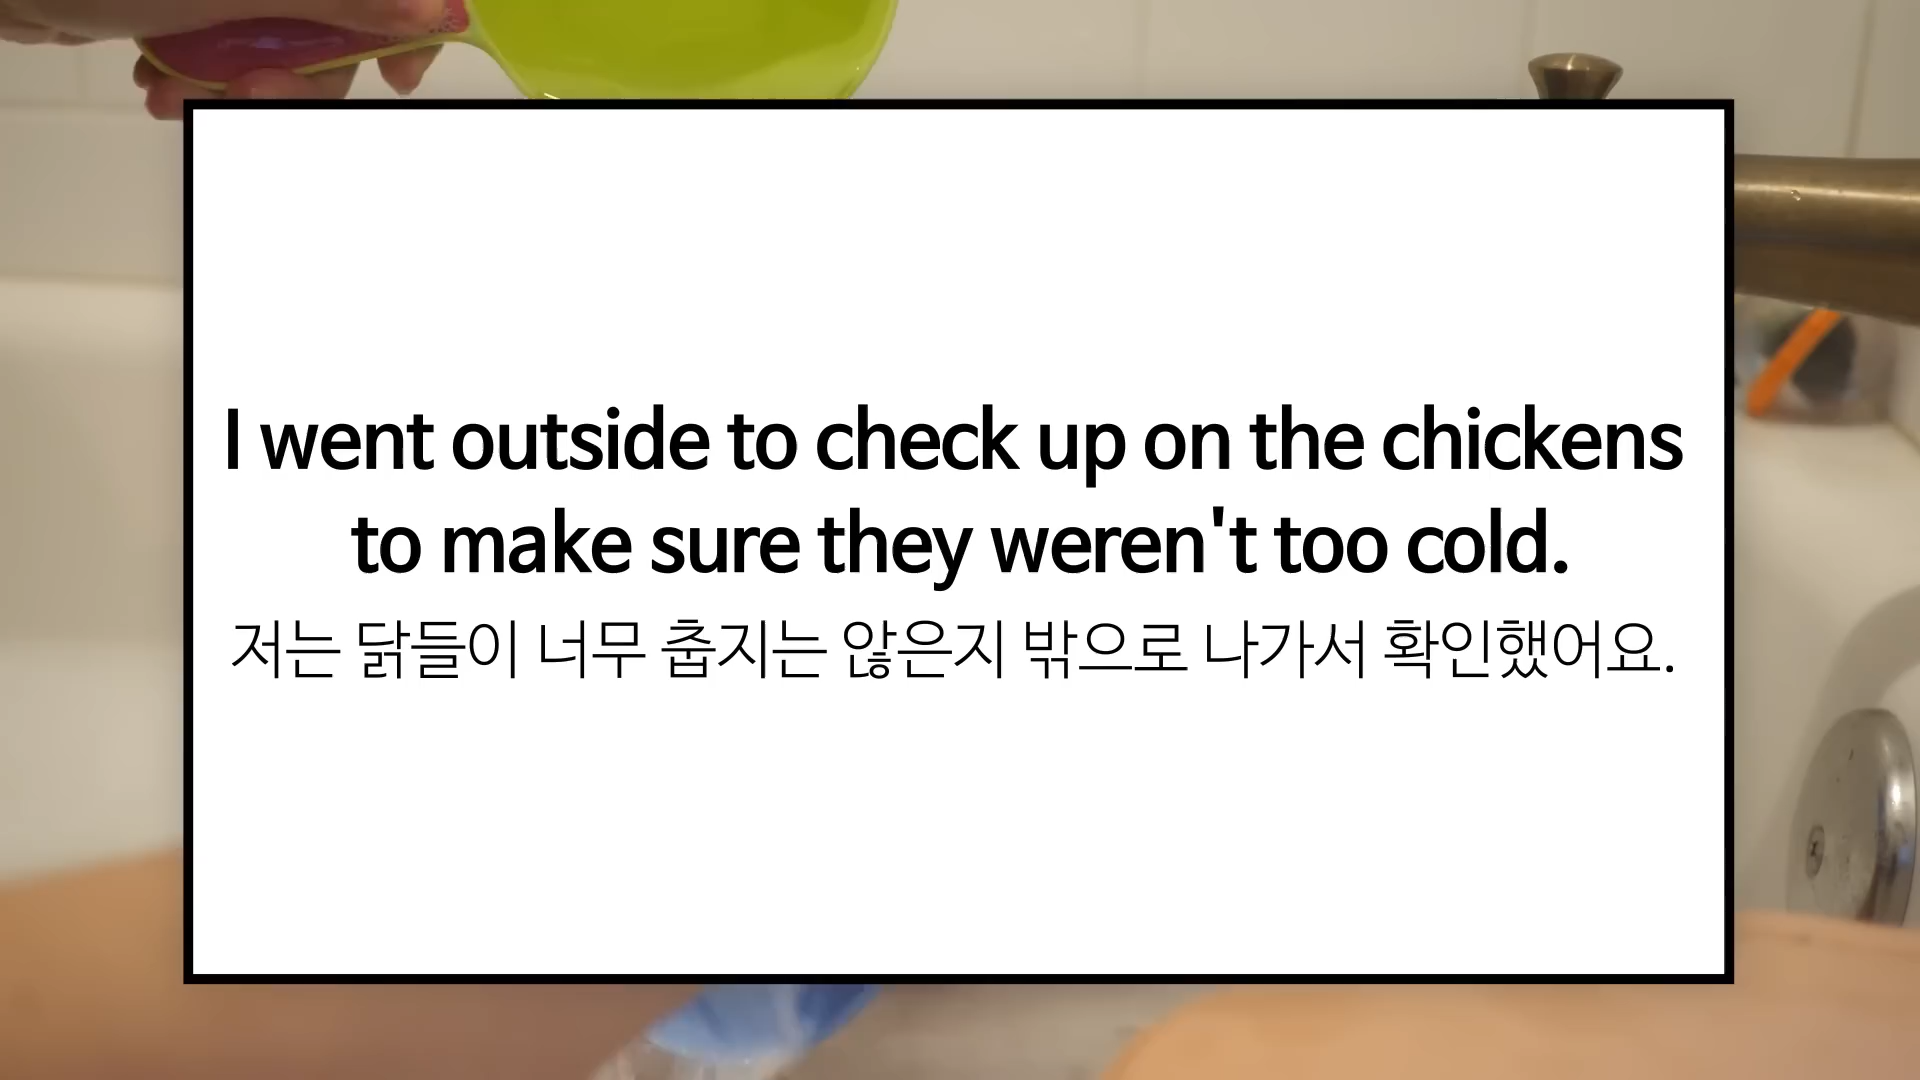 I went outside to check up on the chickens
to make sure they weren't too cold.
저는 닭들이 너무 춥지는 않은지 밖으로 나가서 확인했어요.